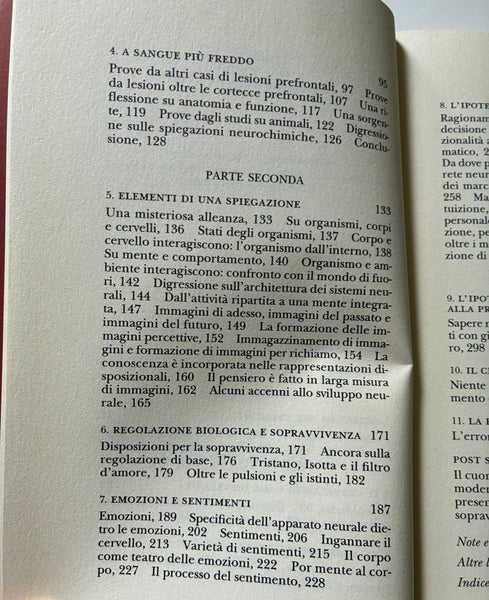 4. A SANGUE PIÙ FREDDO 95
Prove da altri casi di lesioni prefrontali, 97 Prove
da lesioni oltre le cortecce prefrontali, 107 Una ri-
flessione su anatomia e funzione, 117 Una sorgen-
te, 119 Prove dagli studi su animali, 122 Digressio-
ne sulle spiegazioni neurochimiche, 126 Conclu-
sione, 128
PARTE SECONDA
5. ELEMENTI DI UNA SPIEGAZIONE 133
Una misteriosa alleanza, 133 Su organismi, corpi
e cervelli, 136 Stati degli organismi, 137 Corpo e
cervello interagiscono: l'organismo dall'interno, 138
Su mente e comportamento, 140 Organismo e am-
biente interagiscono: confronto con il mondo di fuo-
ri, 142 Digressione sull'architettura dei sistemi neu-
rali, 144 Dall'attività ripartita a una mente integra-
ta, 147 Immagini di adesso, immagini del passato e
immagini del futuro, 149 La formazione delle im-
magini percettive, 152 Immagazzinamento di imma-
gini e formazione di immagini per richiamo, 154 La
conoscenza è incorporata nelle rappresentazioni di-
sposizionali, 160 Il pensiero è fatto in larga misura
di immagini, 162 Alcuni accenni allo sviluppo neu-
rale, 165
6. REGOLAZIONE BIOLOGICA E SOPRAVVIVENZA 171
Disposizioni per la sopravvivenza, 171 Ancora sulla
regolazione di base, 176 Tristano, Isotta e il filtro
d'amore, 179 Oltre le pulsioni e gli istinti, 182
7. EMOZIONI E SENTIMENTI 187
Emozioni, 189 Specificità dell'apparato neurale die-
tro le emozioni, 202 Sentimenti, 206 Ingannare il
cervello, 213 Varietà di sentimenti, 215 Il corpo
come teatro delle emozioni, 222 Por mente al cor-
po, 227 Il processo del sentimento, 228
8. L'IPOTE
Ragionam
decisione
zionalità a
matico, 2
Da dove p
rete neur
dei marc
258 Ma
tuizione,
personale
zione, pe
oltre i m
zione di
9. L'IPO
ALLA PR
Sapere
ti con gi
ro, 298
10. IL C
Niente
mento
11. LA
L'erro
POST S
Il cuor
moder
presen
soprav
Note e
Altre l
Indice